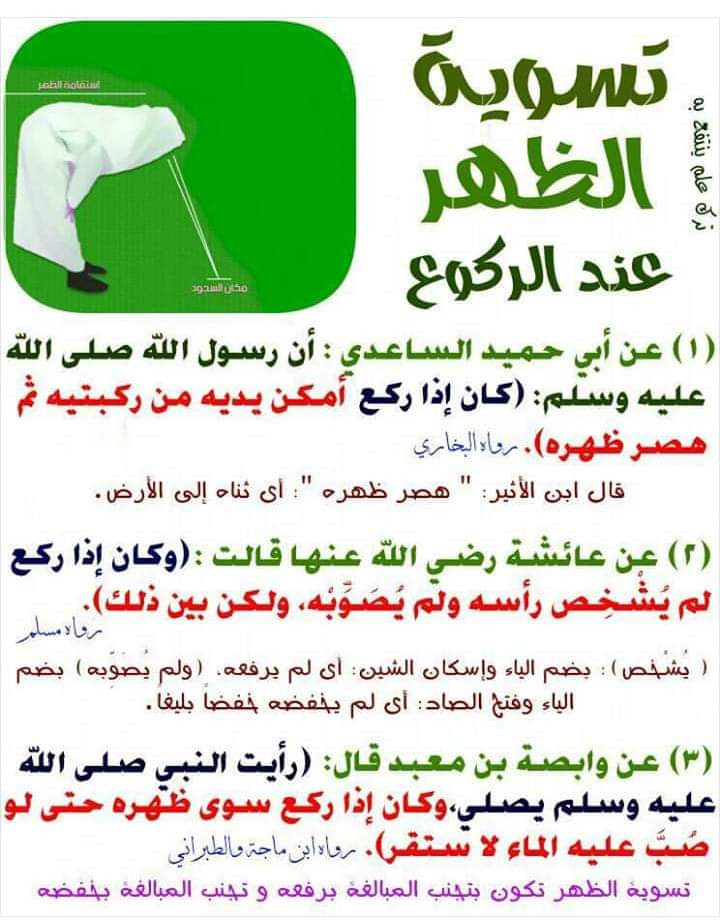 تسوية
الظهر
عند الركوع
استقامة الظهر
مكان السجود
(١) عن أبي حميد الساعدي : أن رسول الله صلى الله
عليه وسلم: (كان إذا ركع أمكن يديه من ركبتيه ثم
هصر ظهره). رواه البخاري
قال ابن الأثير: " هصر ظهره ": أى ثناه إلى الأرض.
(٢) عن عائشة رضي الله عنها قالت :(وكان إذا ركع
لم يُشْخِص رأسه ولم يُصَوِّبْه، ولكن بين ذلك).
رواه مسلم
( يُشْخص): بضم الياء وإسكان الشين: أى لم يرفعه. (ولم يُصَوِّبه) بضم
الياء وفتح الصاد: أى لم يخفضه خفضاً بليغاً.
(٣) عن وابصة بن معبد قال: (رأيت النبي صلى الله
عليه وسلم يصلي،وكان إذا ركع سوى ظهره حتى لو
صُبَّ عليه الماء لا ستقر). رواه ابن ماجة والطبراني
تسوية الظهر تكون بتجنب المبالغة برفعه و تجنب المبالغة بخفضه